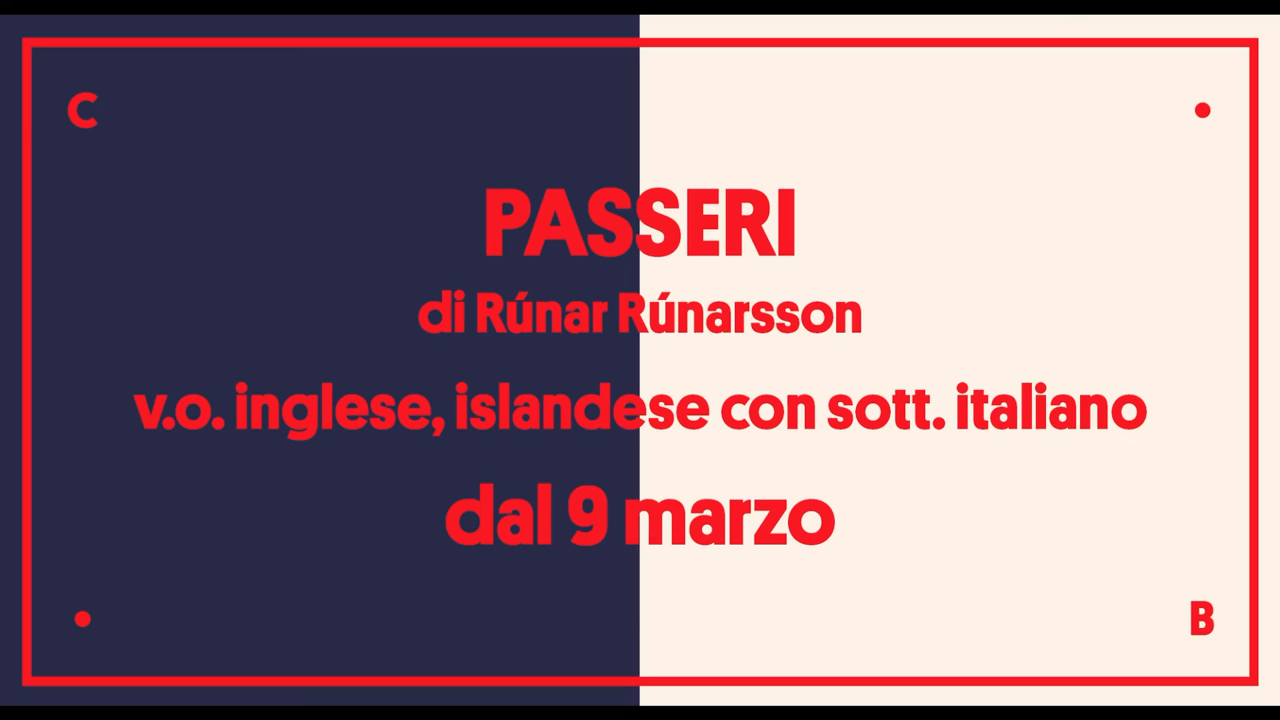 C
PASSERI
di Rúnar Rúnarsson
v.o. inglese, islandese con sott. italiano
dal 9 marzo
B